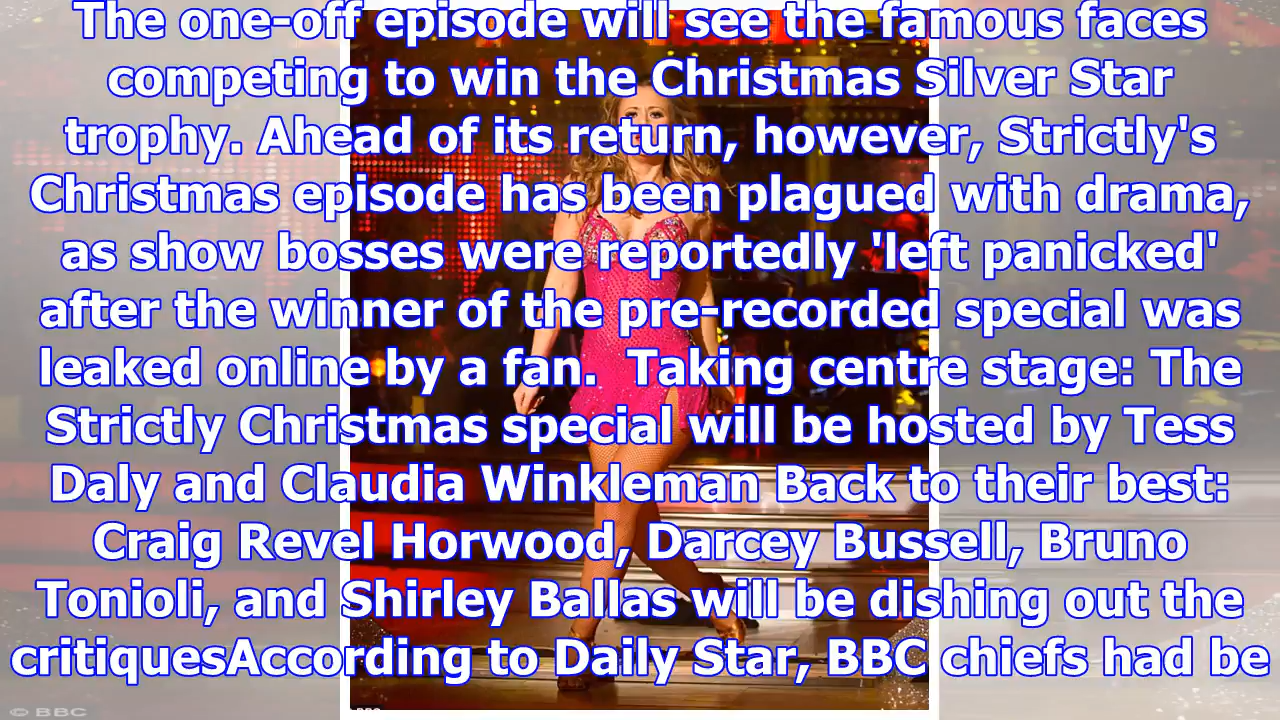 The one-off episode will see the famous faces
competing to win the Christmas Silver Star
trophy. Ahead of its return, however, Strictly's
Christmas episode has been plagued with drama,
as show bosses were reportedly 'left panicked'
after the winner of the pre-recorded special was
leaked online by a fan.  Taking centre stage: The
Strictly Christmas special will be hosted by Tess
Daly and Claudia Winkleman Back to their best:
Craig Revel Horwood, Darcey Bussell, Bruno
Tonioli, and Shirley Ballas will be dishing out the
critiquesAccording to Daily Star, BBC chiefs had be
© BBC